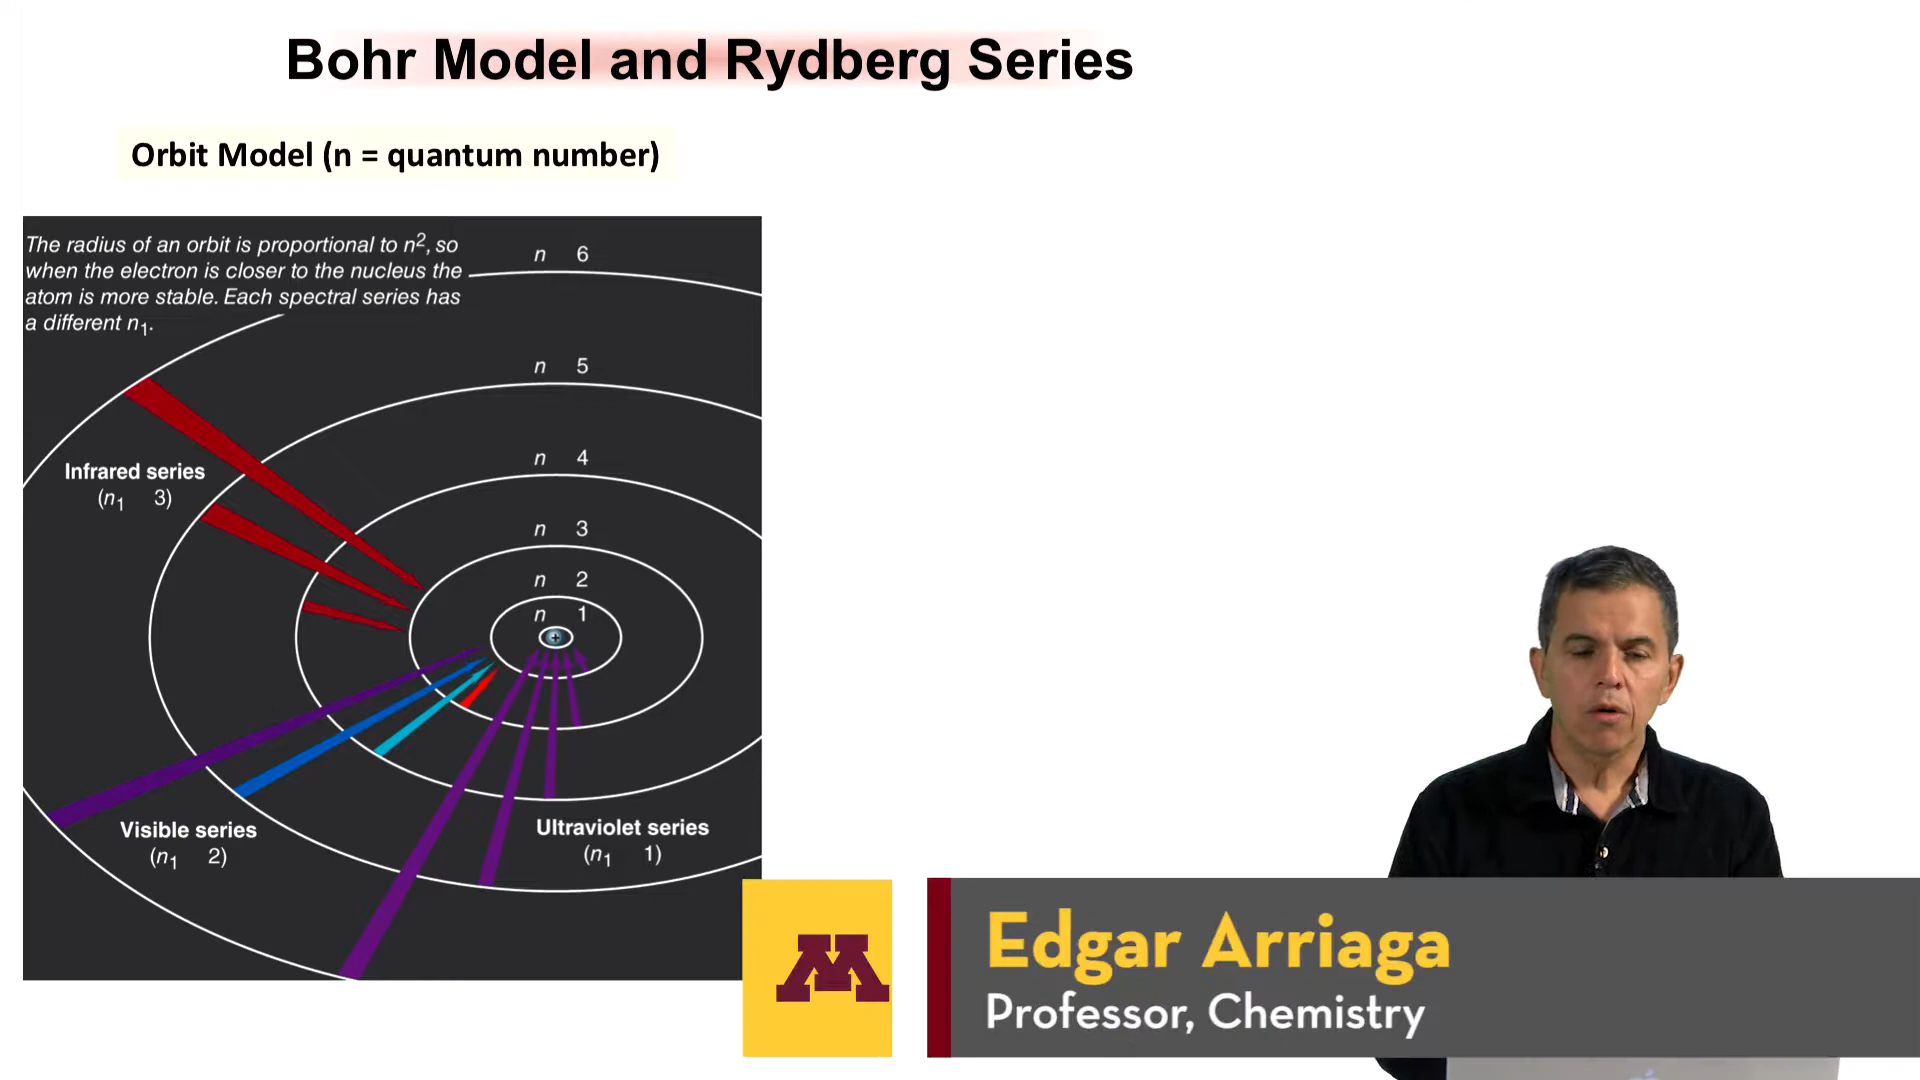 Bohr Model and Rydberg Series
Orbit Model (n = quantum number)
The radius of an orbit is proportional to n², so
when the electron is closer to the nucleus the
atom is more stable. Each spectral series has
a different n₁.
n 6
n 5
n 4
n 3
n 2
n 1
+
Infrared series
(n₁ 3)
Visible series
(n₁ 2)
Ultraviolet series
(n₁ 1)
M
Edgar Arriaga
Professor, Chemistry